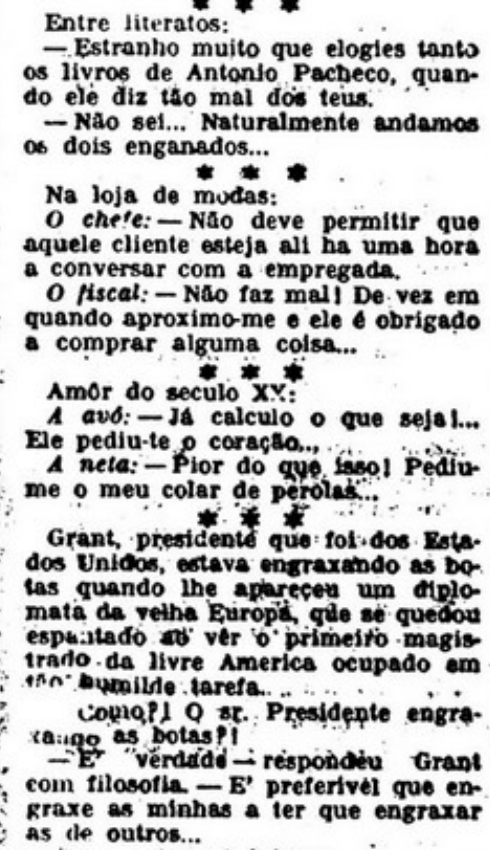 * * *
Entre literatos:
— Estranho muito que elogies tanto
os livros de Antonio Pacheco, quan-
do ele diz tão mal dos teus.
— Não sei... Naturalmente andamos
os dois enganados...
* * *
Na loja de modas:
O chefe: — Não deve permitir que
aquele cliente esteja ali ha uma hora
a conversar com a empregada.
O fiscal: — Não faz mal! De vez em
quando aproximo-me e ele é obrigado
a comprar alguma coisa...
* * *
Amôr do seculo XX:
A avó: — Já calculo o que seja!...
Ele pediu-te o coração...
A neta: — Pior do que isso! Pediu-
me o meu colar de perolas...
* * *
Grant, presidente que foi dos Esta-
dos Unidos, estava engraxando as bo-
tas quando lhe apareceu um diplo-
mata da velha Europa, que se quedou
espantado ao vêr o primeiro magis-
trado da livre America ocupado em
tão humilde tarefa...
Como?! O sr. Presidente engra-
xando as botas?!
— E' verdade — respondeu Grant
com filosofia. — E' preferivel que en-
graxe as minhas a ter que engraxar
as de outros...